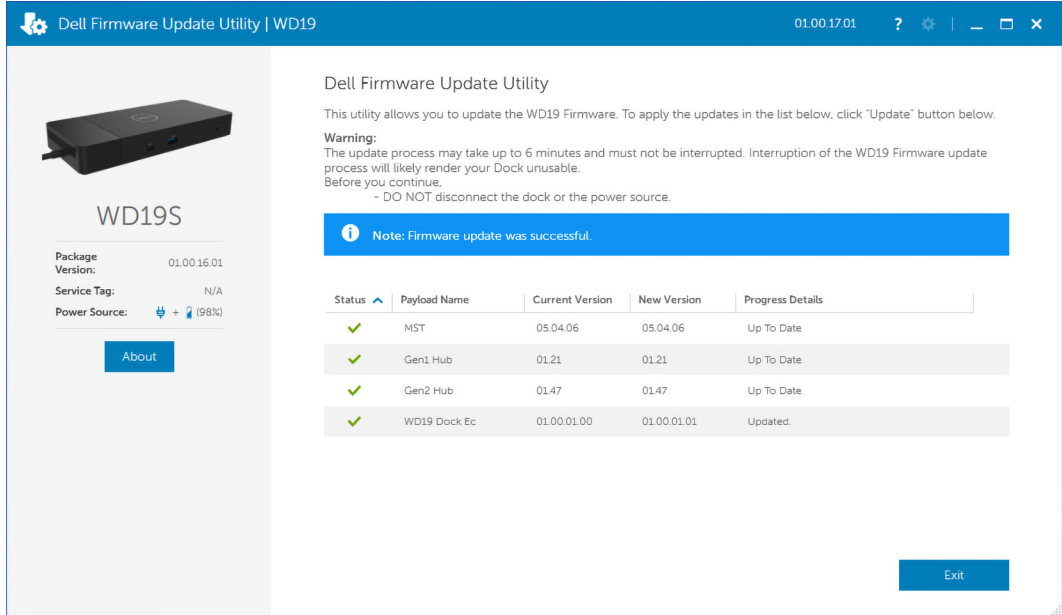 Dell Firmware Update Utility | WD19
01.00.17.01
?
WD19S
Package Version: 01.00.16.01
Service Tag: N/A
Power Source: + (98%)
About
Dell Firmware Update Utility
This utility allows you to update the WD19 Firmware. To apply the updates in the list below, click "Update" button below.
Warning:
The update process may take up to 6 minutes and must not be interrupted. Interruption of the WD19 Firmware update
process will likely render your Dock unusable.
Before you continue,
- DO NOT disconnect the dock or the power source.
Note: Firmware update was successful.
Status Payload Name Current Version New Version Progress Details
MST 05.04.06 05.04.06 Up To Date
Gen1 Hub 01.21 01.21 Up To Date
Gen2 Hub 01.47 01.47 Up To Date
WD19 Dock Ec 01.00.01.00 01.00.01.01 Updated.
Exit